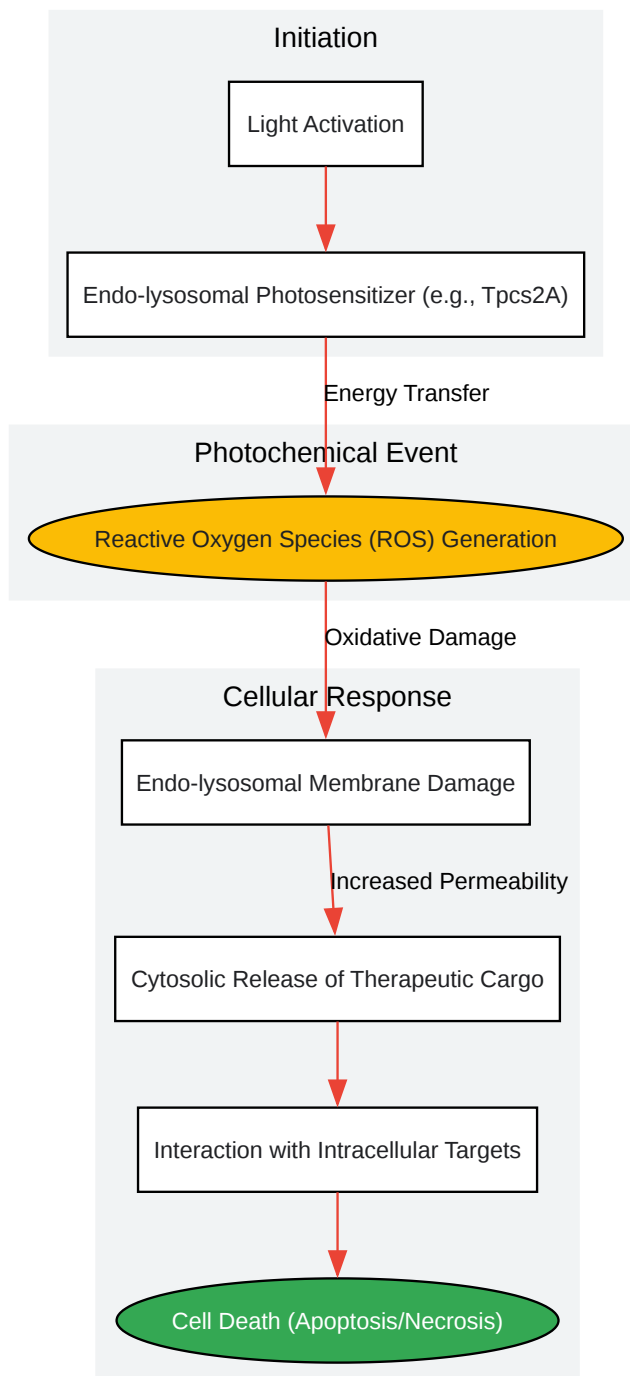 Initiation
Light Activation
Endo-lysosomal Photosensitizer (e.g., Tpcs2A)
Energy Transfer
Photochemical Event
Reactive Oxygen Species (ROS) Generation
Oxidative Damage
Cellular Response
Endo-lysosomal Membrane Damage
Increased Permeability
Cytosolic Release of Therapeutic Cargo
Interaction with Intracellular Targets
Cell Death (Apoptosis/Necrosis)